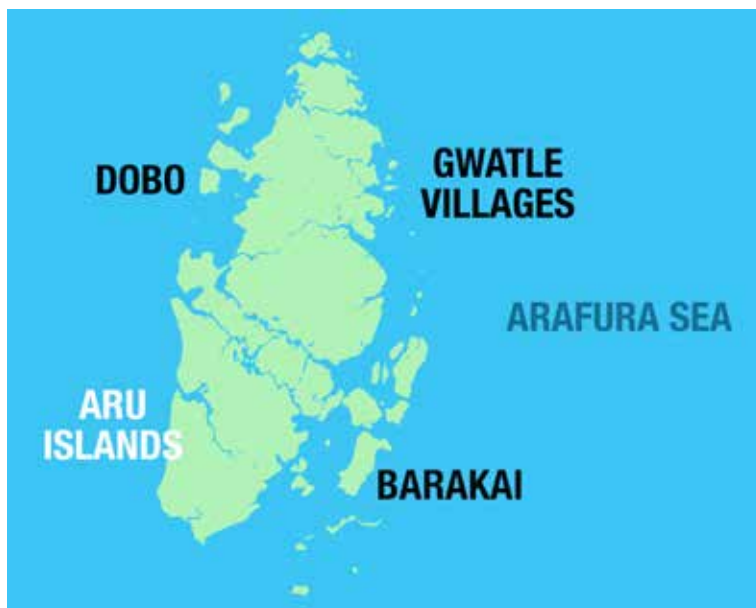 DOBO
GWATLE
VILLAGES
ARAFURA SEA
ARU
ISLANDS
BARAKAI